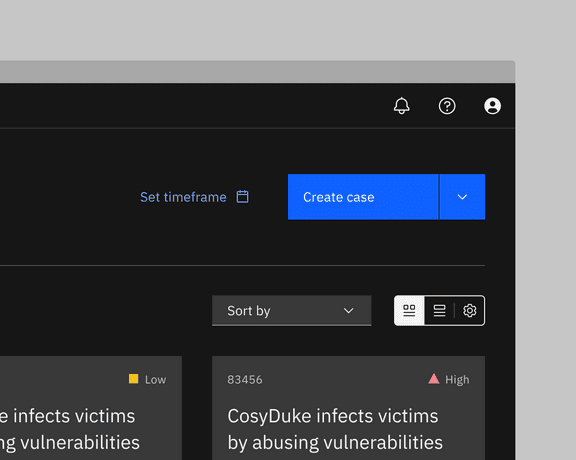 Set timeframe
Create case
Sort by
Low
e infects victims
ng vulnerabilities
83456
High
CosyDuke infects victims
by abusing vulnerabilities